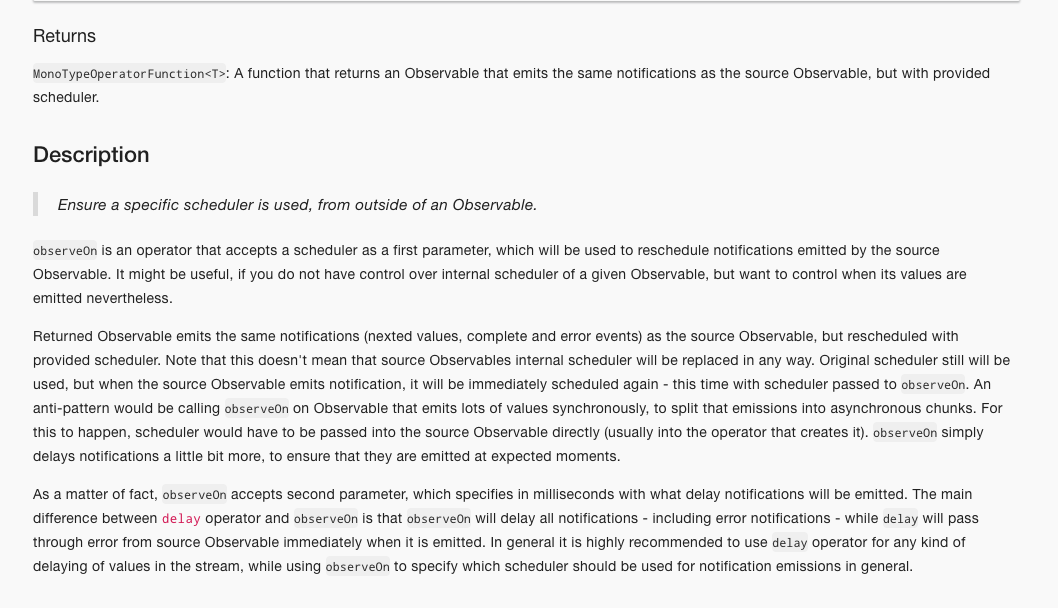 Returns
MonoTypeOperatorFunction<T>: A function that returns an Observable that emits the same notifications as the source Observable, but with provided
scheduler.
Description
Ensure a specific scheduler is used, from outside of an Observable.
observeOn is an operator that accepts a scheduler as a first parameter, which will be used to reschedule notifications emitted by the source
Observable. It might be useful, if you do not have control over internal scheduler of a given Observable, but want to control when its values are
emitted nevertheless.
Returned Observable emits the same notifications (nexted values, complete and error events) as the source Observable, but rescheduled with
provided scheduler. Note that this doesn't mean that source Observables internal scheduler will be replaced in any way. Original scheduler still will be
used, but when the source Observable emits notification, it will be immediately scheduled again - this time with scheduler passed to observeOn. An
anti-pattern would be calling observeOn on Observable that emits lots of values synchronously, to split that emissions into asynchronous chunks. For
this to happen, scheduler would have to be passed into the source Observable directly (usually into the operator that creates it). observeOn simply
delays notifications a little bit more, to ensure that they are emitted at expected moments.
As a matter of fact, observeOn accepts second parameter, which specifies in milliseconds with what delay notifications will be emitted. The main
difference between delay operator and observeOn is that observeOn will delay all notifications - including error notifications - while delay will pass
through error from source Observable immediately when it is emitted. In general it is highly recommended to use delay operator for any kind of
delaying of values in the stream, while using observeOn to specify which scheduler should be used for notification emissions in general.